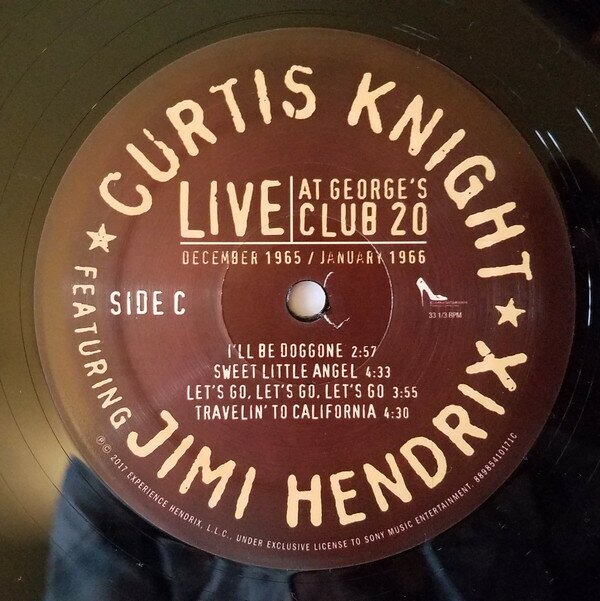 CURTIS KNIGHT
FEATURING
JIMI HENDRIX
LIVE
AT GEORGE'S
CLUB 20
DECEMBER 1965 / JANUARY 1966
SIDE C
33 1/3 RPM
I'LL BE DOGGONE 2:57
SWEET LITTLE ANGEL 4:33
LET'S GO, LET'S GO, LET'S GO 3:55
TRAVELIN' TO CALIFORNIA 4:30
℗© 2017 EXPERIENCE HENDRIX, L.L.C., UNDER EXCLUSIVE LICENSE TO SONY MUSIC ENTERTAINMENT. 88985410171C